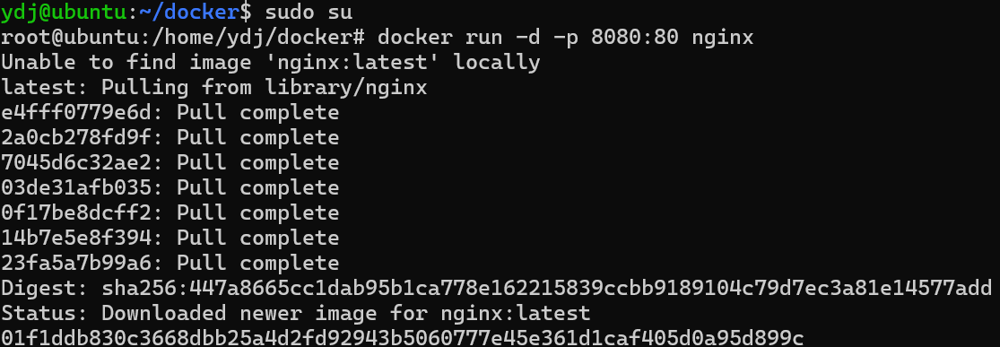 ydj@ubuntu:~/docker$ sudo su
root@ubuntu:/home/ydj/docker# docker run -d -p 8080:80 nginx
Unable to find image 'nginx:latest' locally
latest: Pulling from library/nginx
e4fff0779e6d: Pull complete
2a0cb278fd9f: Pull complete
7045d6c32ae2: Pull complete
03de31afb035: Pull complete
0f17be8dcff2: Pull complete
14b7e5e8f394: Pull complete
23fa5a7b99a6: Pull complete
Digest: sha256:447a8665cc1dab95b1ca778e162215839ccbb9189104c79d7ec3a81e14577add
Status: Downloaded newer image for nginx:latest
01f1ddb830c3668dbb25a4d2fd92943b5060777e45e361d1caf405d0a95d899c